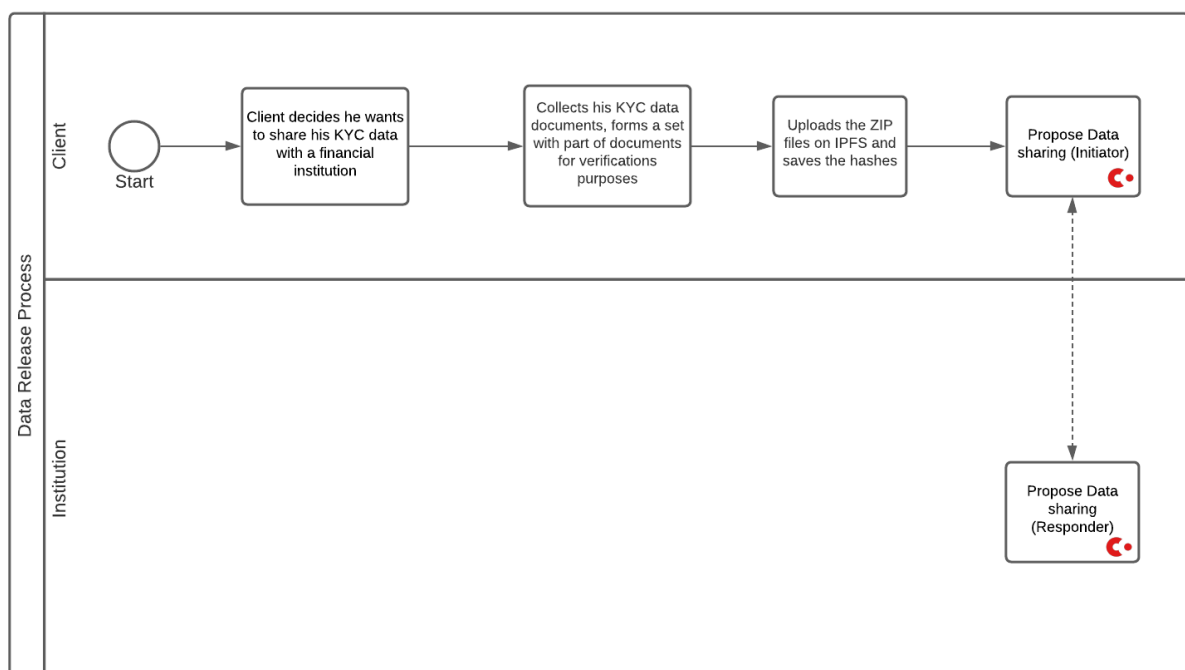 Data Release Process
Client
Start
Client decides he wants
to share his KYC data
with a financial
institution
Collects his KYC data
documents, forms a set
with part of documents
for verifications
purposes
Uploads the ZIP
files on IPFS and
saves the hashes
Propose Data
sharing (Initiator)
Institution
Propose Data
sharing
(Responder)